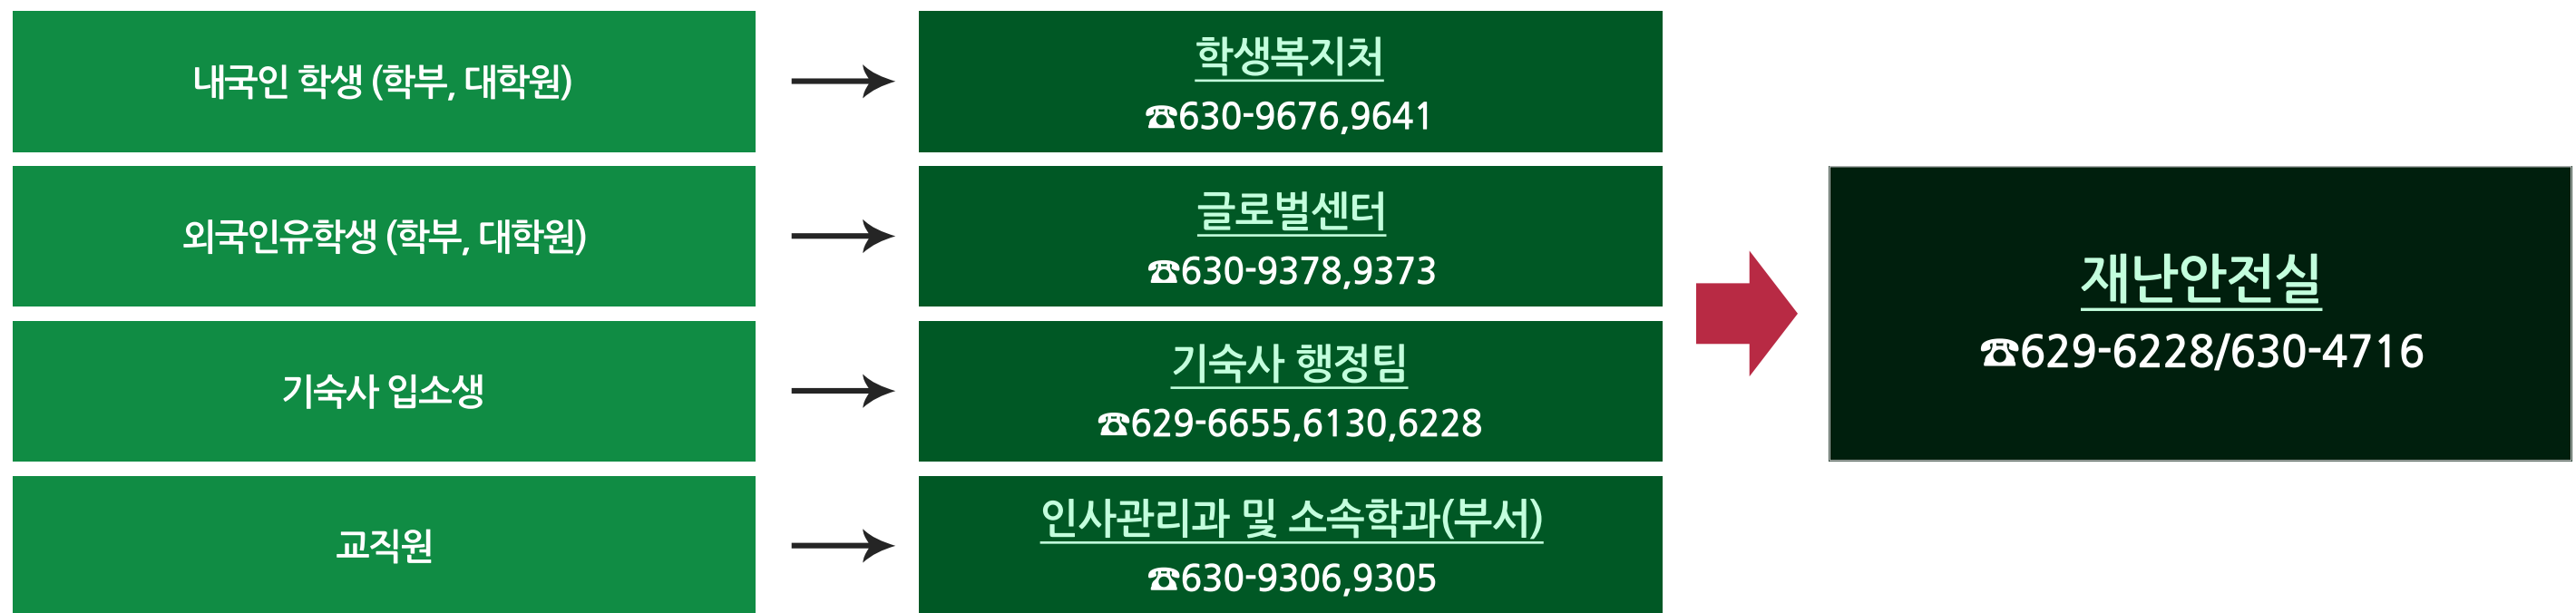 내국인 학생 (학부, 대학원)
학생복지처
☎630-9676,9641
외국인유학생 (학부, 대학원)
글로벌센터
☎630-9378,9373
기숙사 입소생
기숙사 행정팀
☎629-6655,6130,6228
교직원
인사관리과 및 소속학과(부서)
☎630-9306,9305
재난안전실
☎629-6228/630-4716